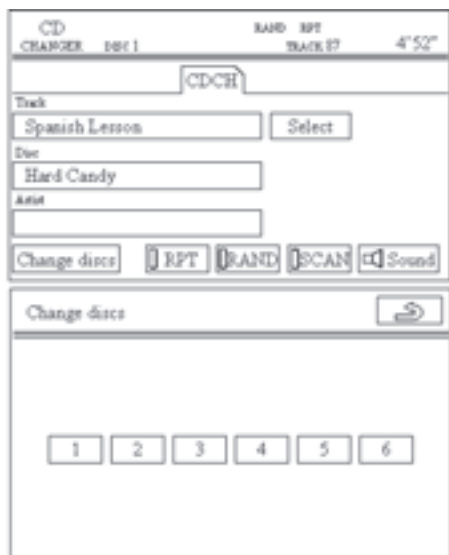 CD RAND RPT
CHANGER DISC 1 TRACK 87 4'52"
CDCH
Track
Spanish Lesson Select
Disc
Hard Candy
Artist
Change discs RPT RAND SCAN Sound
Change discs
1 2 3 4 5 6